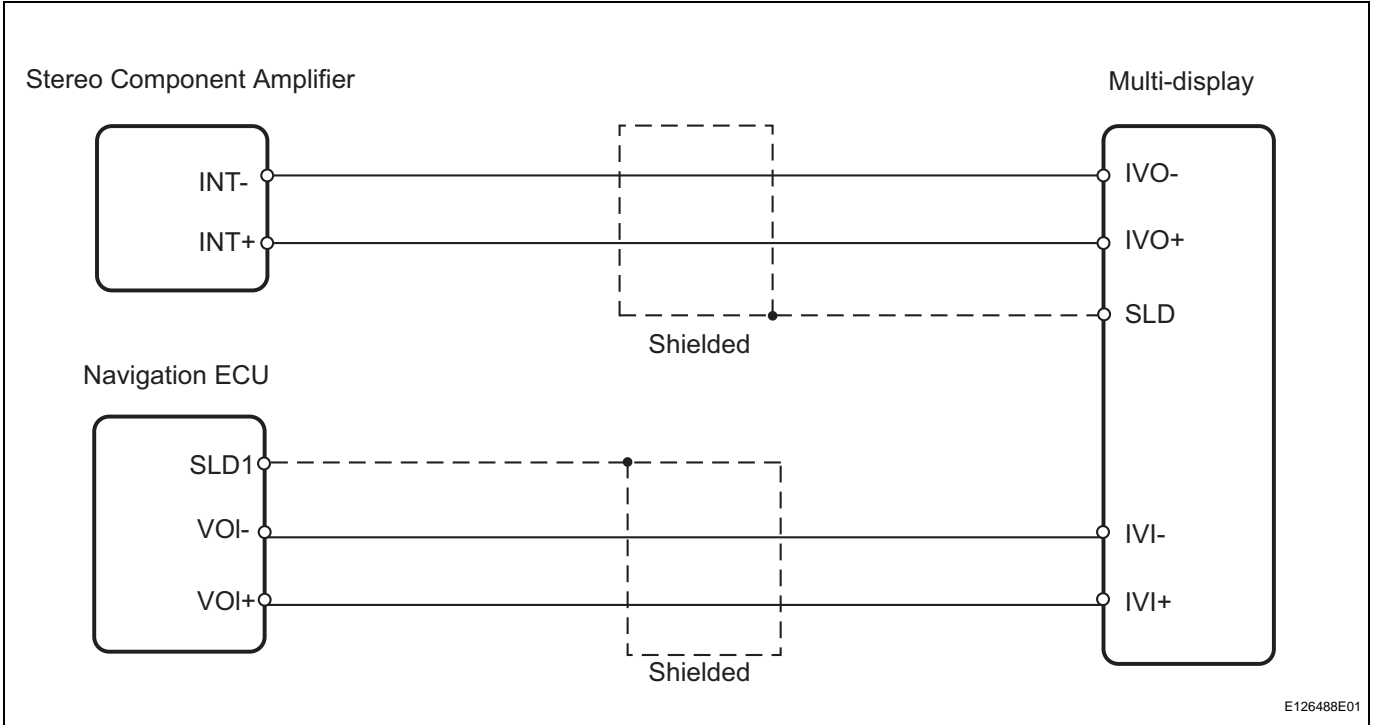 Stereo Component Amplifier
Multi-display
INT-
IVO-
INT+
IVO+
SLD
Shielded
Navigation ECU
SLD1
VOI-
IVI-
VOI+
IVI+
Shielded
E126488E01